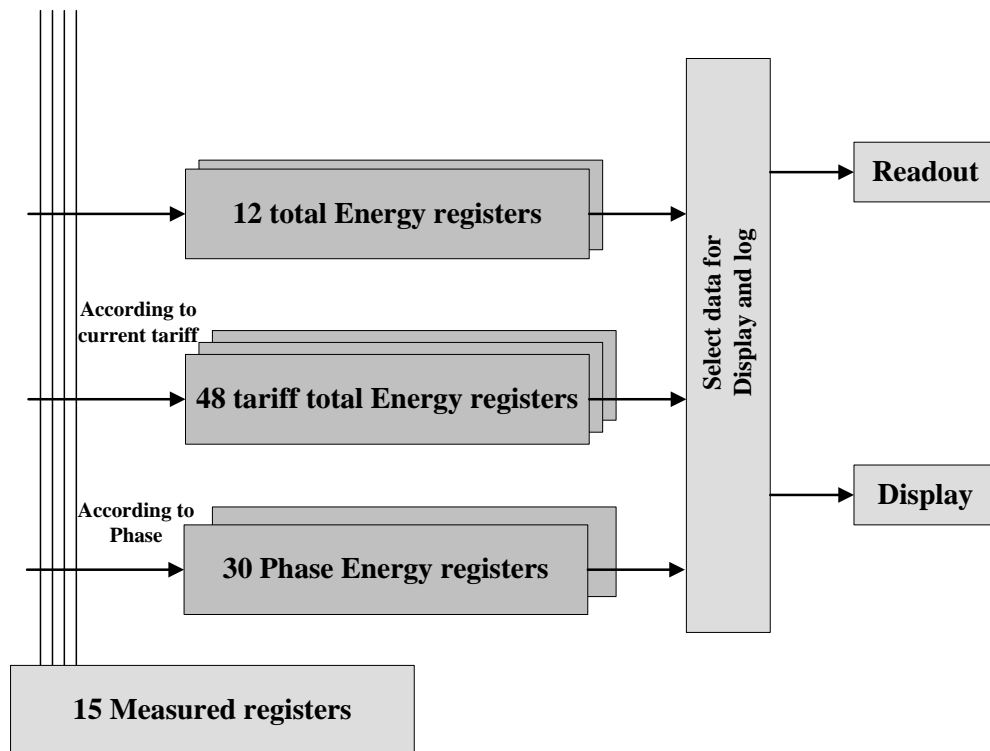 12 total Energy registers
According to
current tariff
48 tariff total Energy registers
According to
Phase
30 Phase Energy registers
15 Measured registers
Select data for
Display and log
Readout
Display